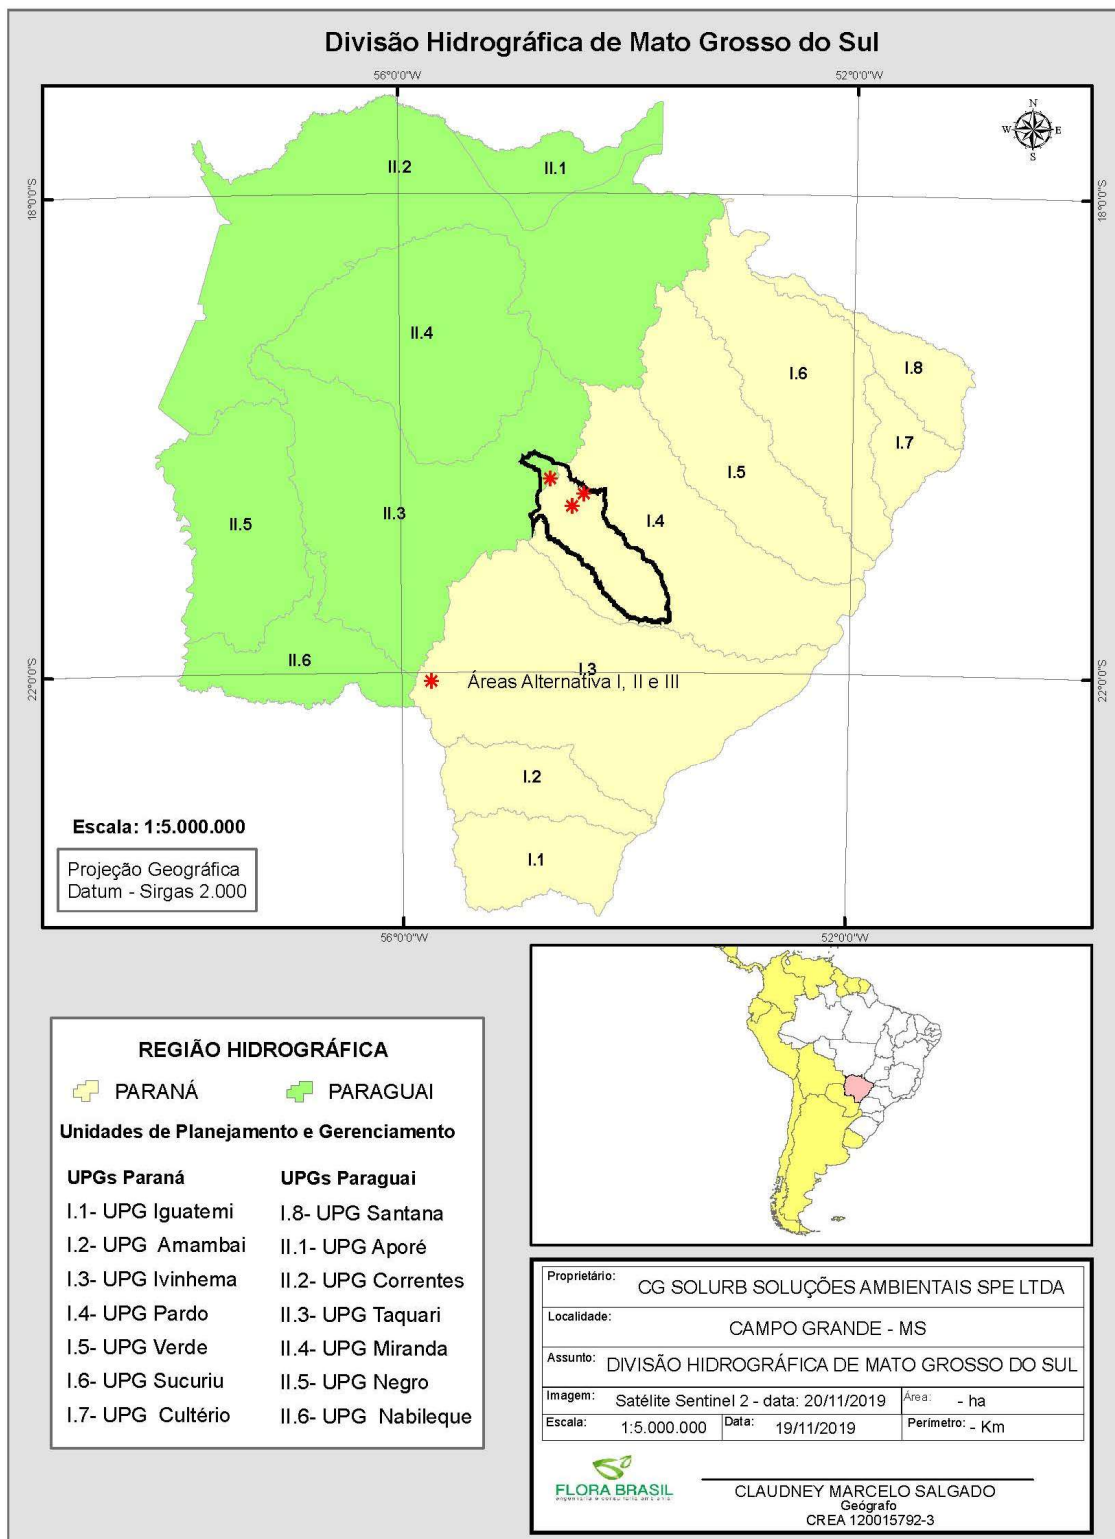 Divisão Hidrográfica de Mato Grosso do Sul
56°0'0"W
52°0'0"W
N
W
E
S
18°0'0"S
18°0'0"S
II.2
II.1
II.4
I.6
I.8
I.7
I.5
II.3
II.5
I.4
II.6
I.3
22°0'0"S
22°0'0"S
Áreas Alternativa I, II e III
I.2
I.1
Escala: 1:5.000.000
Projeção Geográfica
Datum - Sirgas 2.000
56°0'0"W
52°0'0"W
REGIÃO HIDROGRÁFICA
PARANÁ
PARAGUAI
Unidades de Planejamento e Gerenciamento
UPGs Paraná
I.1- UPG Iguatemi
I.2- UPG Amambai
I.3- UPG Ivinhema
I.4- UPG Pardo
I.5- UPG Verde
I.6- UPG Sucuriu
I.7- UPG Cultério
UPGs Paraguai
I.8- UPG Santana
II.1- UPG Aporé
II.2- UPG Correntes
II.3- UPG Taquari
II.4- UPG Miranda
II.5- UPG Negro
II.6- UPG Nabileque
Proprietário: CG SOLURB SOLUÇÕES AMBIENTAIS SPE LTDA
Localidade: CAMPO GRANDE - MS
Assunto: DIVISÃO HIDROGRÁFICA DE MATO GROSSO DO SUL
Imagem: Satélite Sentinel 2 - data: 20/11/2019 Área: - ha
Escala: 1:5.000.000 Data: 19/11/2019 Perímetro: - Km
FLORA BRASIL
engenharia e consultoria ambiental
CLAUDNEY MARCELO SALGADO
Geógrafo
CREA 120015792-3